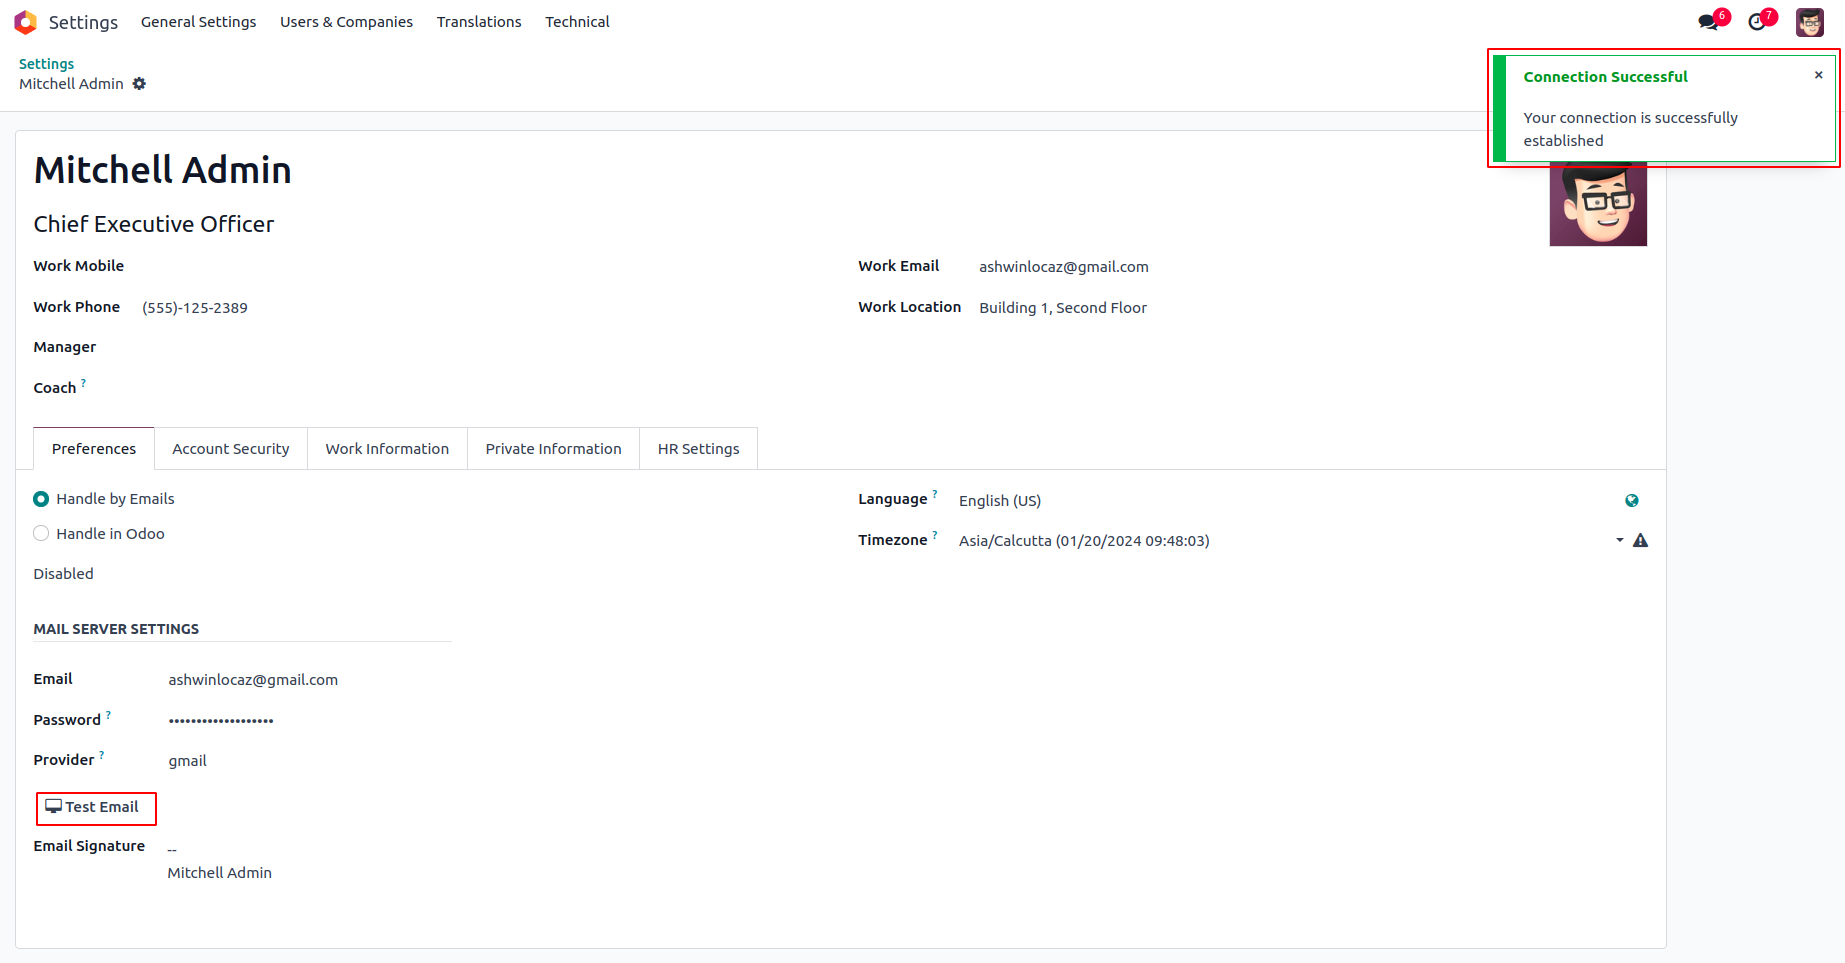 Settings General Settings Users & Companies Translations Technical 6 7
Settings
Mitchell Admin
Connection Successful ×
Your connection is successfully
established
Mitchell Admin
Chief Executive Officer
Work Mobile
Work Email ashwinlocaz@gmail.com
Work Phone (555)-125-2389
Work Location Building 1, Second Floor
Manager
Coach ?
Preferences Account Security Work Information Private Information HR Settings
Handle by Emails
Handle in Odoo
Disabled
Language ? English (US)
Timezone ? Asia/Calcutta (01/20/2024 09:48:03)
MAIL SERVER SETTINGS
Email ashwinlocaz@gmail.com
Password ? •••••••••••••••••••
Provider ? gmail
Test Email
Email Signature --
Mitchell Admin